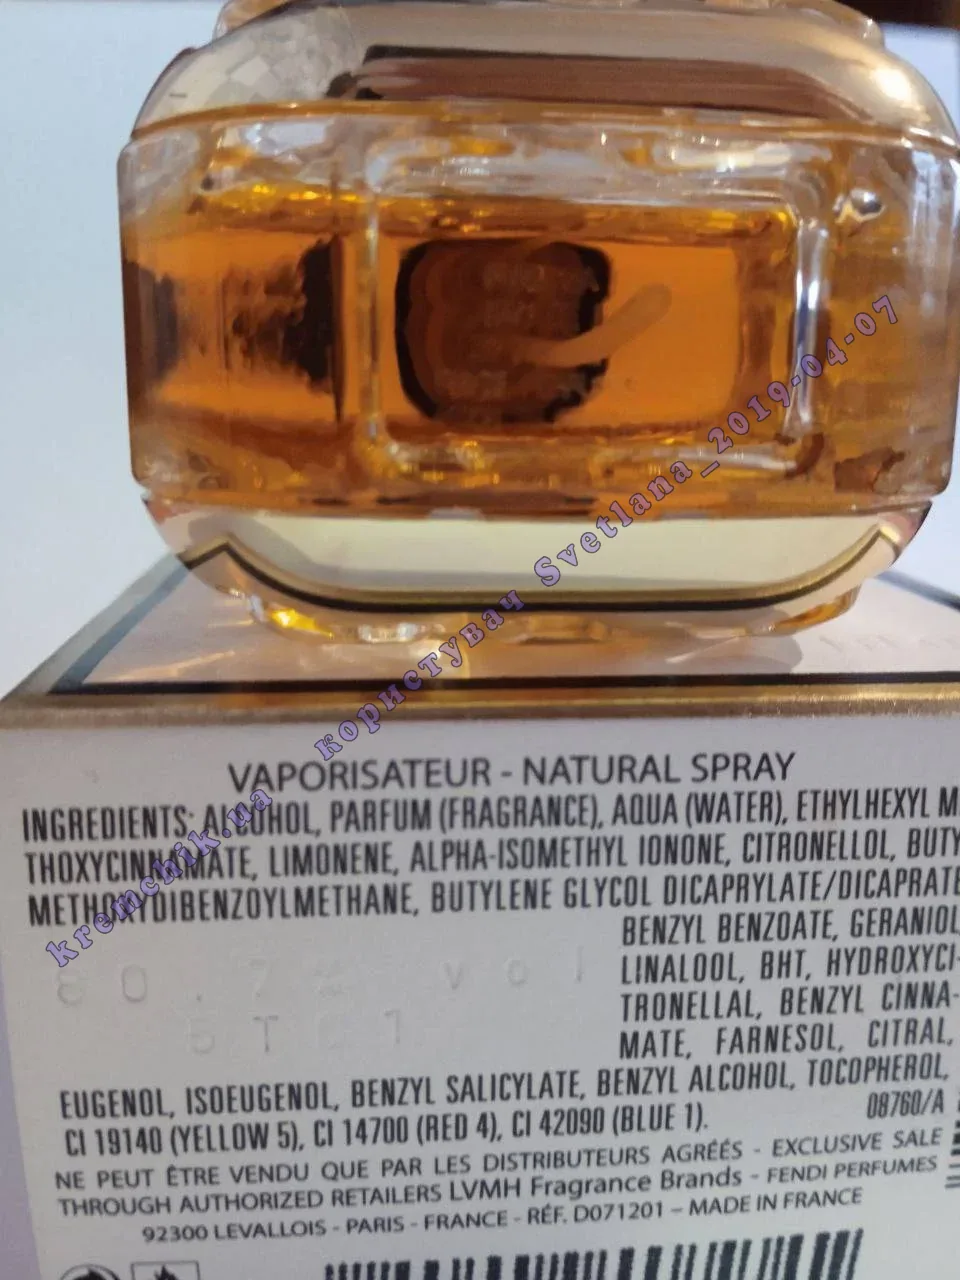 VAPORISATEUR - NATURAL SPRAY
INGREDIENTS: ALCOHOL, PARFUM (FRAGRANCE), AQUA (WATER), ETHYLHEXYL M
THOXYCINNAMATE, LIMONENE, ALPHA-ISOMETHYL IONONE, CITRONELLOL, BUTY
METHOXYDIBENZOYLMETHANE, BUTYLENE GLYCOL DICAPRYLATE/DICAPRATE
BENZYL BENZOATE, GERANIOL,
LINALOOL, BHT, HYDROXYCI-
TRONELLAL, BENZYL CINNA-
MATE, FARNESOL, CITRAL,
80.7% vol
EUGENOL, ISOEUGENOL, BENZYL SALICYLATE, BENZYL ALCOHOL, TOCOPHEROL,
CI 19140 (YELLOW 5), CI 14700 (RED 4), CI 42090 (BLUE 1).
08760/A
NE PEUT ÊTRE VENDU QUE PAR LES DISTRIBUTEURS AGRÉÉS - EXCLUSIVE SALE
THROUGH AUTHORIZED RETAILERS LVMH Fragrance Brands - FENDI PERFUMES
92300 LEVALLOIS - PARIS - FRANCE - RÉF. D071201 - MADE IN FRANCE
kremchik.ua користувач Svetlana_2019-04-07